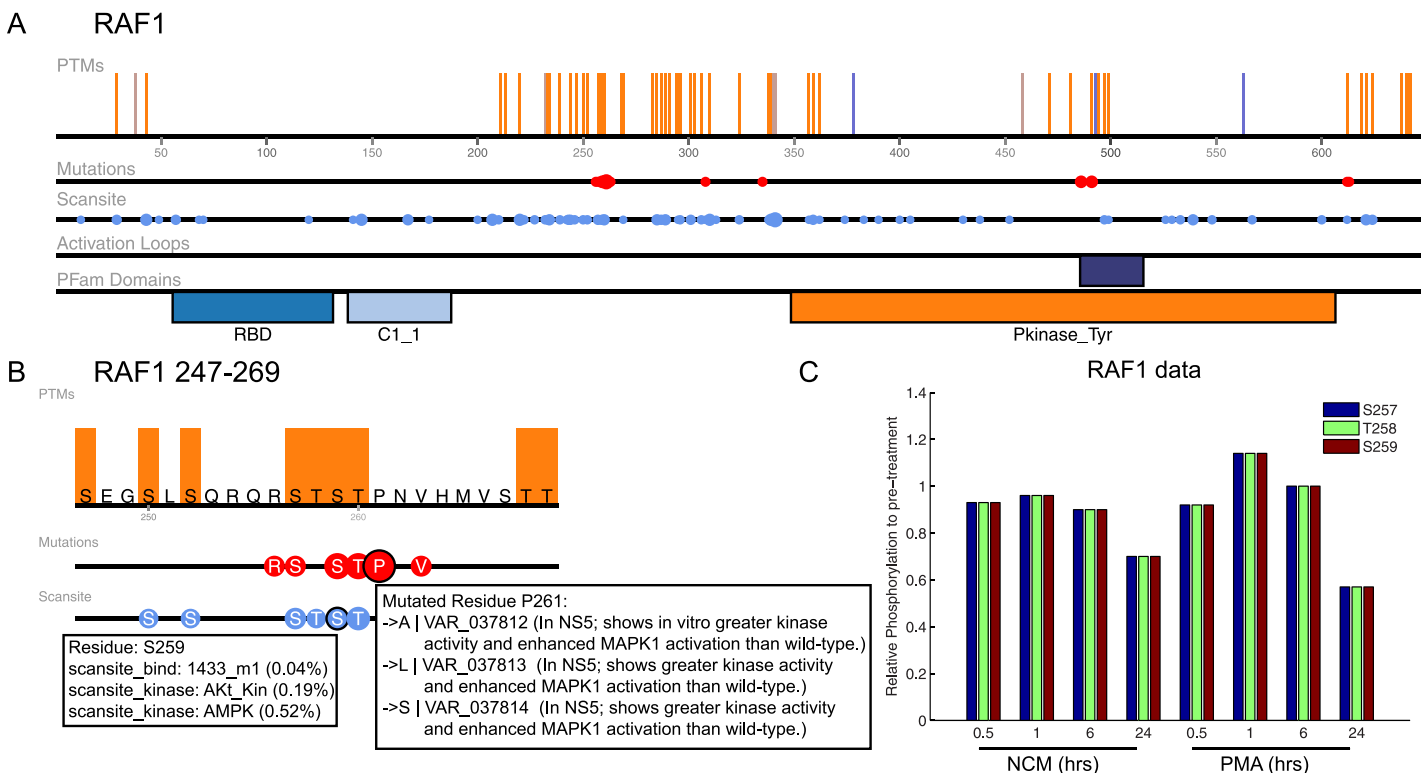 A RAF1
PTMs
50 100 150 200 250 300 350 400 450 500 550 600
Mutations
Scansite
Activation Loops
PFam Domains
RBD C1_1 Pkinase_Tyr
B RAF1 247-269
PTMs
S E G S L S Q R Q R S T S T P N V H M V S T T
250 260
Mutations
R S S T P V
Scansite
S S S T S T
Residue: S259
scansite_bind: 1433_m1 (0.04%)
scansite_kinase: AKt_Kin (0.19%)
scansite_kinase: AMPK (0.52%)
Mutated Residue P261:
->A | VAR_037812 (In NS5; shows in vitro greater kinase
activity and enhanced MAPK1 activation than wild-type.)
->L | VAR_037813 (In NS5; shows greater kinase activity
and enhanced MAPK1 activation than wild-type.)
->S | VAR_037814 (In NS5; shows greater kinase activity
and enhanced MAPK1 activation than wild-type.)
C RAF1 data
Relative Phosphorylation to pre-treatment
1.4
1.2
1
0.8
0.6
0.4
0.2
0
S257
T258
S259
0.5 1 6 24 0.5 1 6 24
NCM (hrs) PMA (hrs)